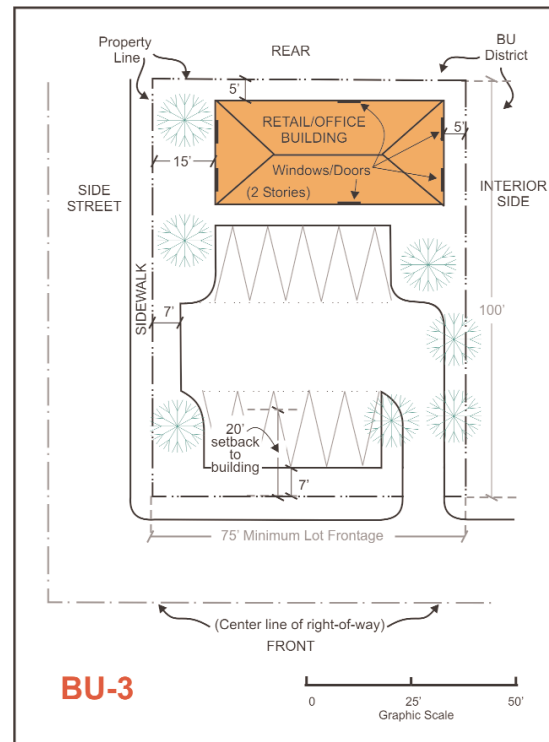 REAR
Property
Line
BU
District
5’
RETAIL/OFFICE
BUILDING
5’
15’
Windows/Doors
(2 Stories)
SIDE
STREET
INTERIOR
SIDE
SIDEWALK
7’
100’
20’
setback
to
building
7’
75’ Minimum Lot Frontage
(Center line of right-of-way)
FRONT
BU-3
0
25’
50’
Graphic Scale